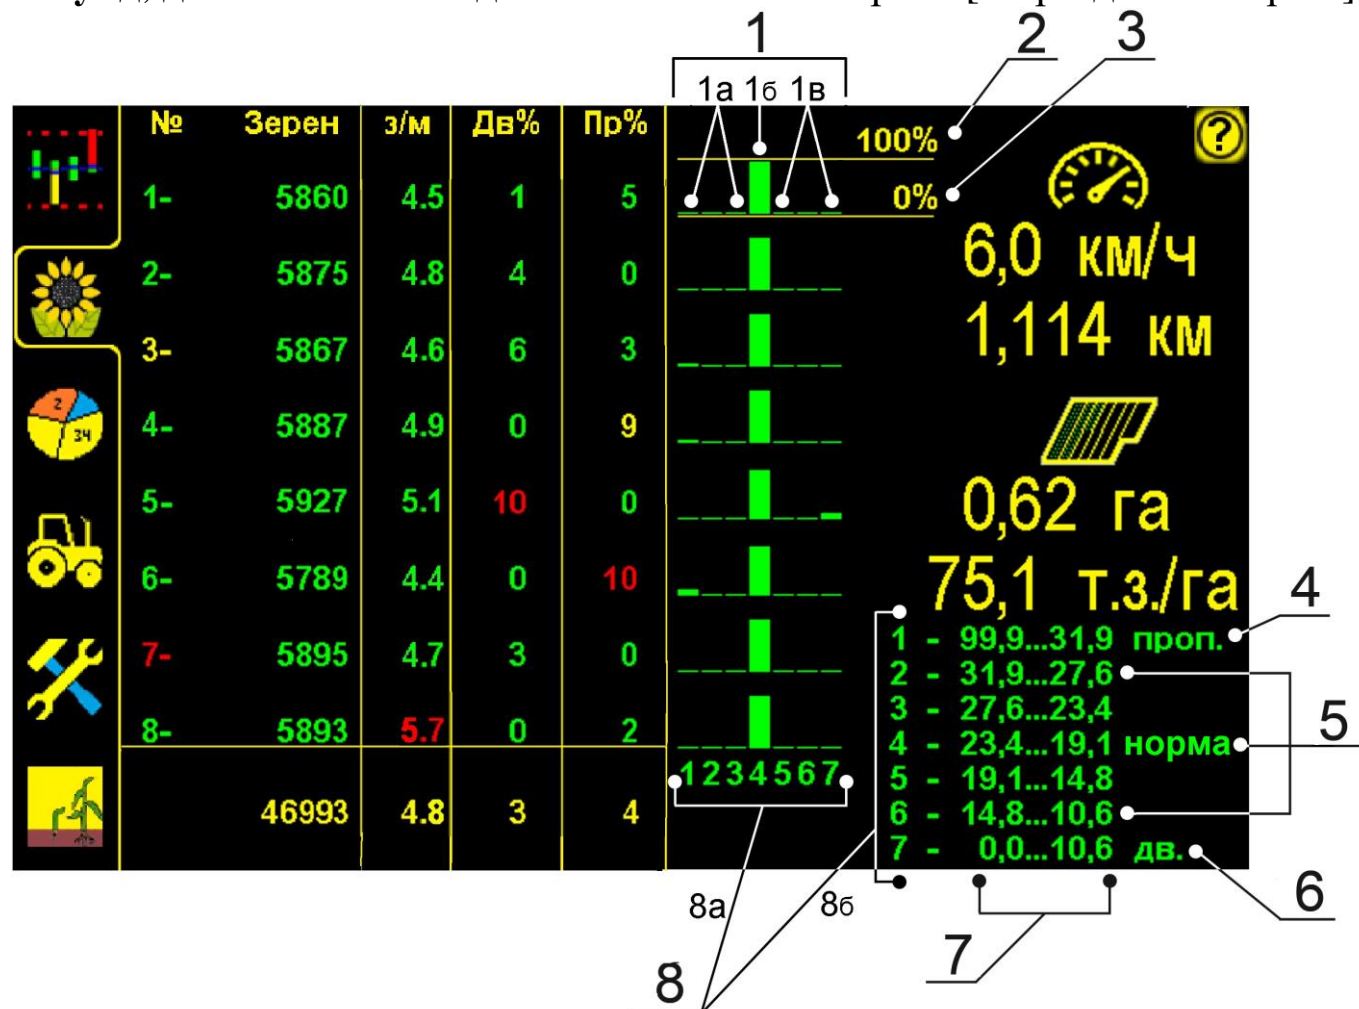 1 2 3
1а 1б 1в
№ Зерен з/м Дв% Пр%
100%
1- 5860 4.5 1 5
0%
6,0 км/ч
2- 5875 4.8 4 0
1,114 км
3- 5867 4.6 6 3
2
34
4- 5887 4.9 0 9
5- 5927 5.1 10 0
0,62 га
6- 5789 4.4 0 10
75,1 т.з./га
4
1 - 99,9...31,9 проп.
7- 5895 4.7 3 0
2 - 31,9...27,6
3 - 27,6...23,4
5
8- 5893 5.7 0 2
4 - 23,4...19,1 норма
1234567
5 - 19,1...14,8
46993 4.8 3 4
6 - 14,8...10,6
7 - 0,0...10,6 дв.
6
8а 8б
7
8
?